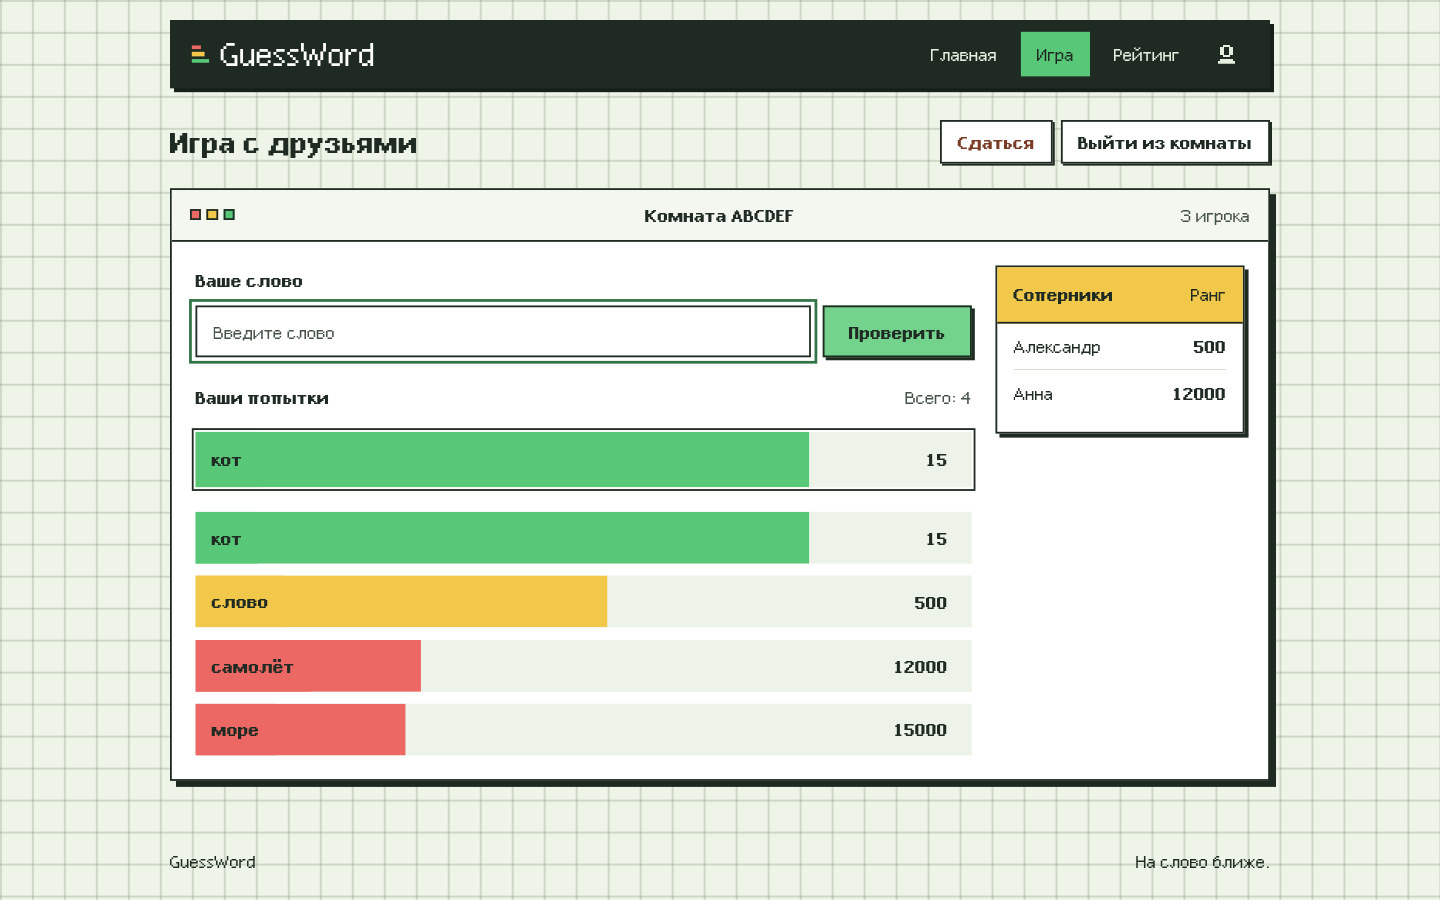 GuessWord
Главная Игра Рейтинг
Игра с друзьями
Сдаться Выйти из комнаты
Комната ABCDEF
3 игрока
Ваше слово
Введите слово
Проверить
Ваши попытки
Всего: 4
кот 15
кот 15
слово 500
самолёт 12000
море 15000
Соперники Ранг
Александр 500
Анна 12000
GuessWord
На слово ближе.